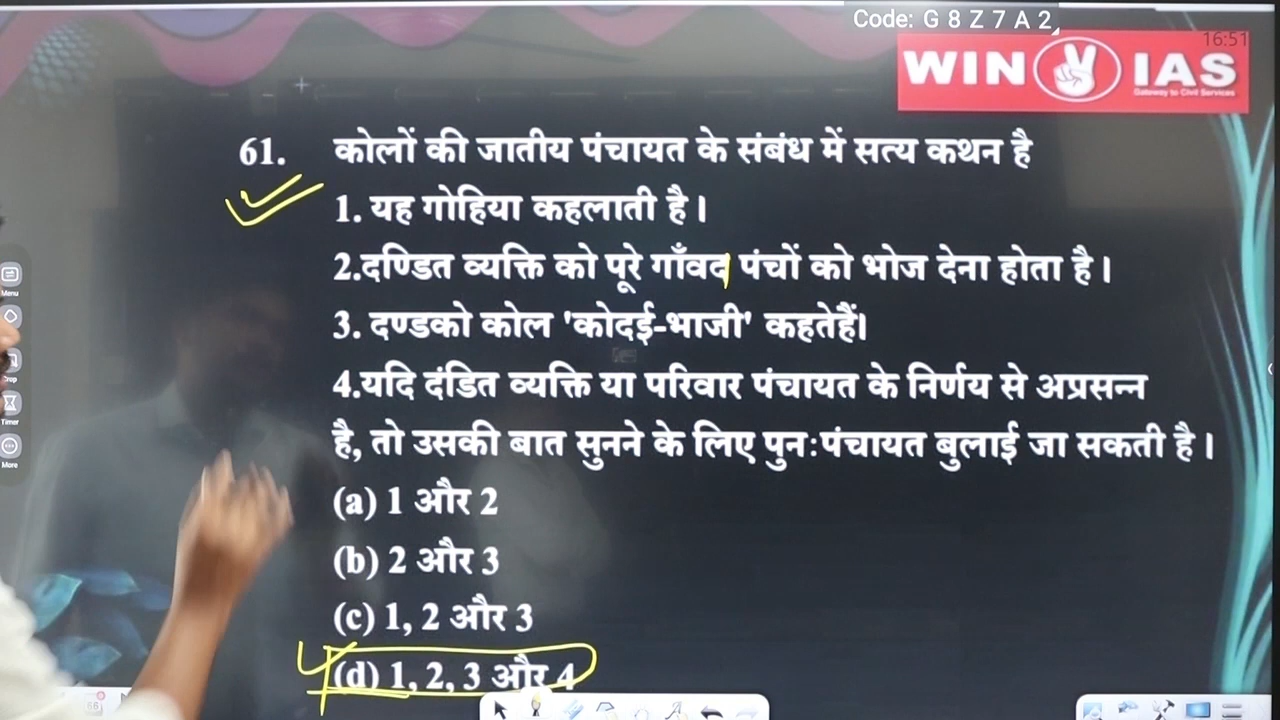 Code: G 8 Z 7 A 2
16:51
WIN IAS
Gateway to Civil Services
61. कोलों की जातीय पंचायत के संबंध में सत्य कथन है
1. यह गोहिया कहलाती है।
2.दण्डित व्यक्ति को पूरे गाँवद पंचों को भोज देना होता है।
3. दण्डको कोल 'कोदई-भाजी' कहतेहैं।
4.यदि दंडित व्यक्ति या परिवार पंचायत के निर्णय से अप्रसन्न
है, तो उसकी बात सुनने के लिए पुनःपंचायत बुलाई जा सकती है।
(a) 1 और 2
(b) 2 और 3
(c) 1, 2 और 3
(d) 1, 2, 3 और 4
Menu
Timer
More